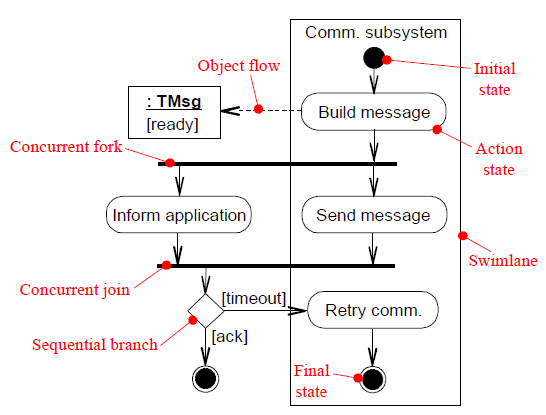 Comm. subsystem
Object flow
Initial
state
: TMsg
[ready]
Build message
Concurrent fork
Action
state
Inform application
Send message
Swimlane
Concurrent join
[timeout]
Retry comm.
Sequential branch
[ack]
Final
state